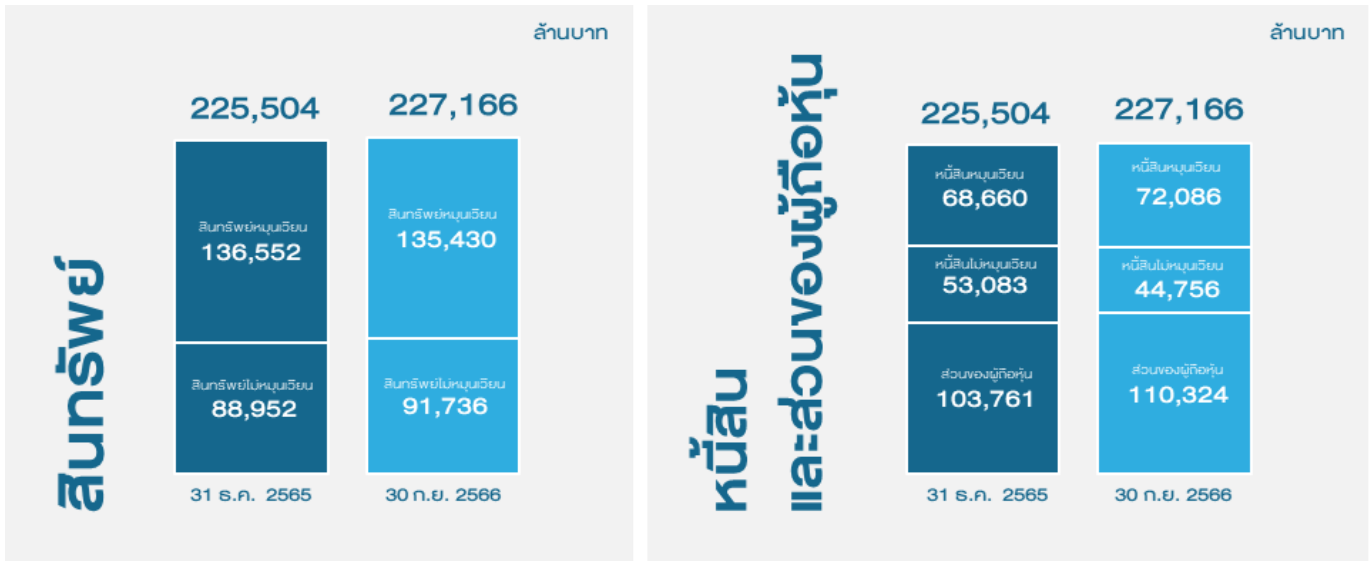 ล้านบาท
สินทรัพย์
225,504
227,166
สินทรัพย์หมุนเวียน
136,552
สินทรัพย์หมุนเวียน
135,430
สินทรัพย์ไม่หมุนเวียน
88,952
สินทรัพย์ไม่หมุนเวียน
91,736
31 ธ.ค. 2565
30 ก.ย. 2566
ล้านบาท
หนี้สิน
และส่วนของผู้ถือหุ้น
225,504
227,166
หนี้สินหมุนเวียน
68,660
หนี้สินหมุนเวียน
72,086
หนี้สินไม่หมุนเวียน
53,083
หนี้สินไม่หมุนเวียน
44,756
ส่วนของผู้ถือหุ้น
103,761
ส่วนของผู้ถือหุ้น
110,324
31 ธ.ค. 2565
30 ก.ย. 2566